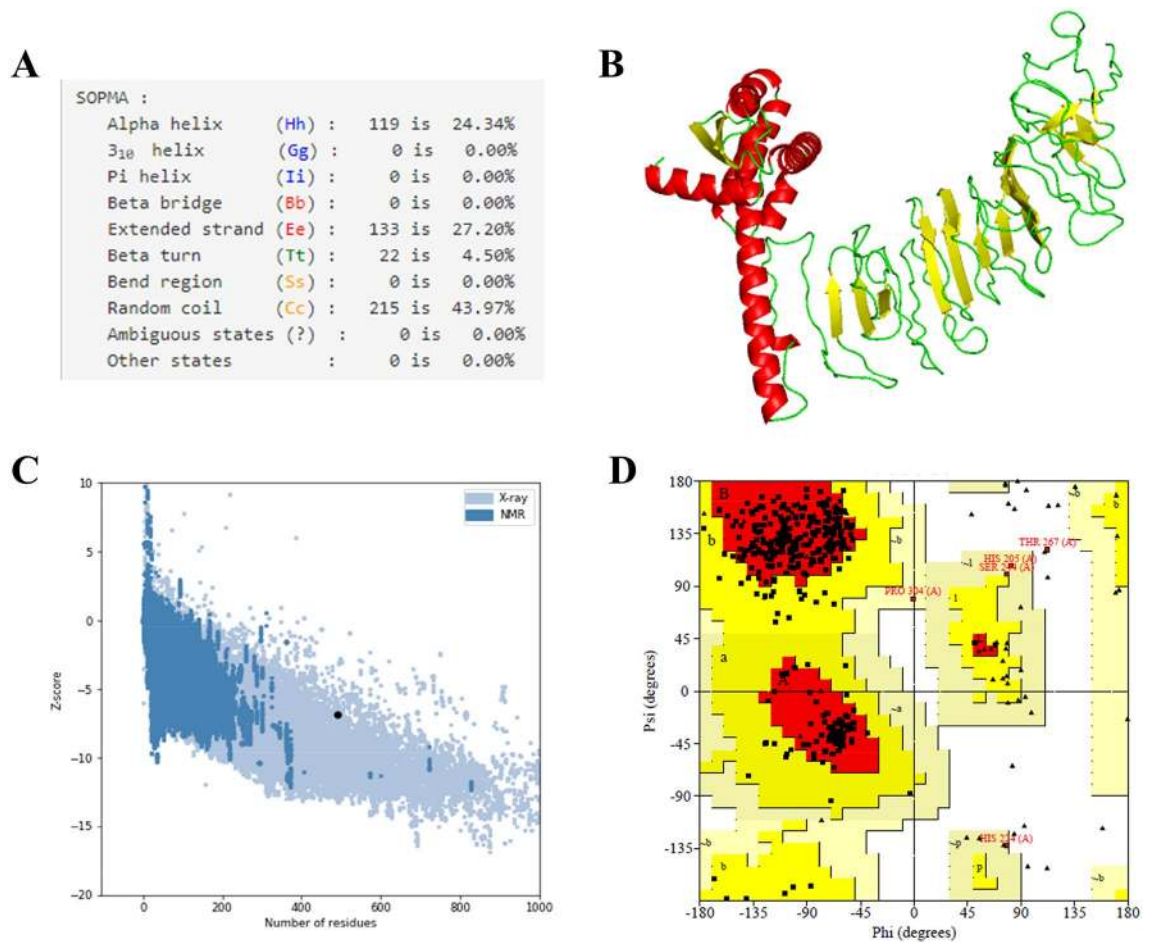 A
SOPMA :
Alpha helix (Hh) : 119 is 24.34%
3₁₀ helix (Gg) : 0 is 0.00%
Pi helix (Ii) : 0 is 0.00%
Beta bridge (Bb) : 0 is 0.00%
Extended strand (Ee) : 133 is 27.20%
Beta turn (Tt) : 22 is 4.50%
Bend region (Ss) : 0 is 0.00%
Random coil (Cc) : 215 is 43.97%
Ambiguous states (?) : 0 is 0.00%
Other states : 0 is 0.00%
B
C
X-ray
NMR
10
5
0
-5
-10
-15
-20
Z-score
0 200 400 600 800 1000
Number of residues
D
180
135
90
45
0
-45
-90
-135
Psi (degrees)
B
b
~b
b
THR 267 (A)
HIS 205 (A)
~l
PRO 304 (A)
l
a
A
~a
HIS 224 (A)
~p
p
b
~b
~b
-180 -135 -90 -45 0 45 90 135 180
Phi (degrees)